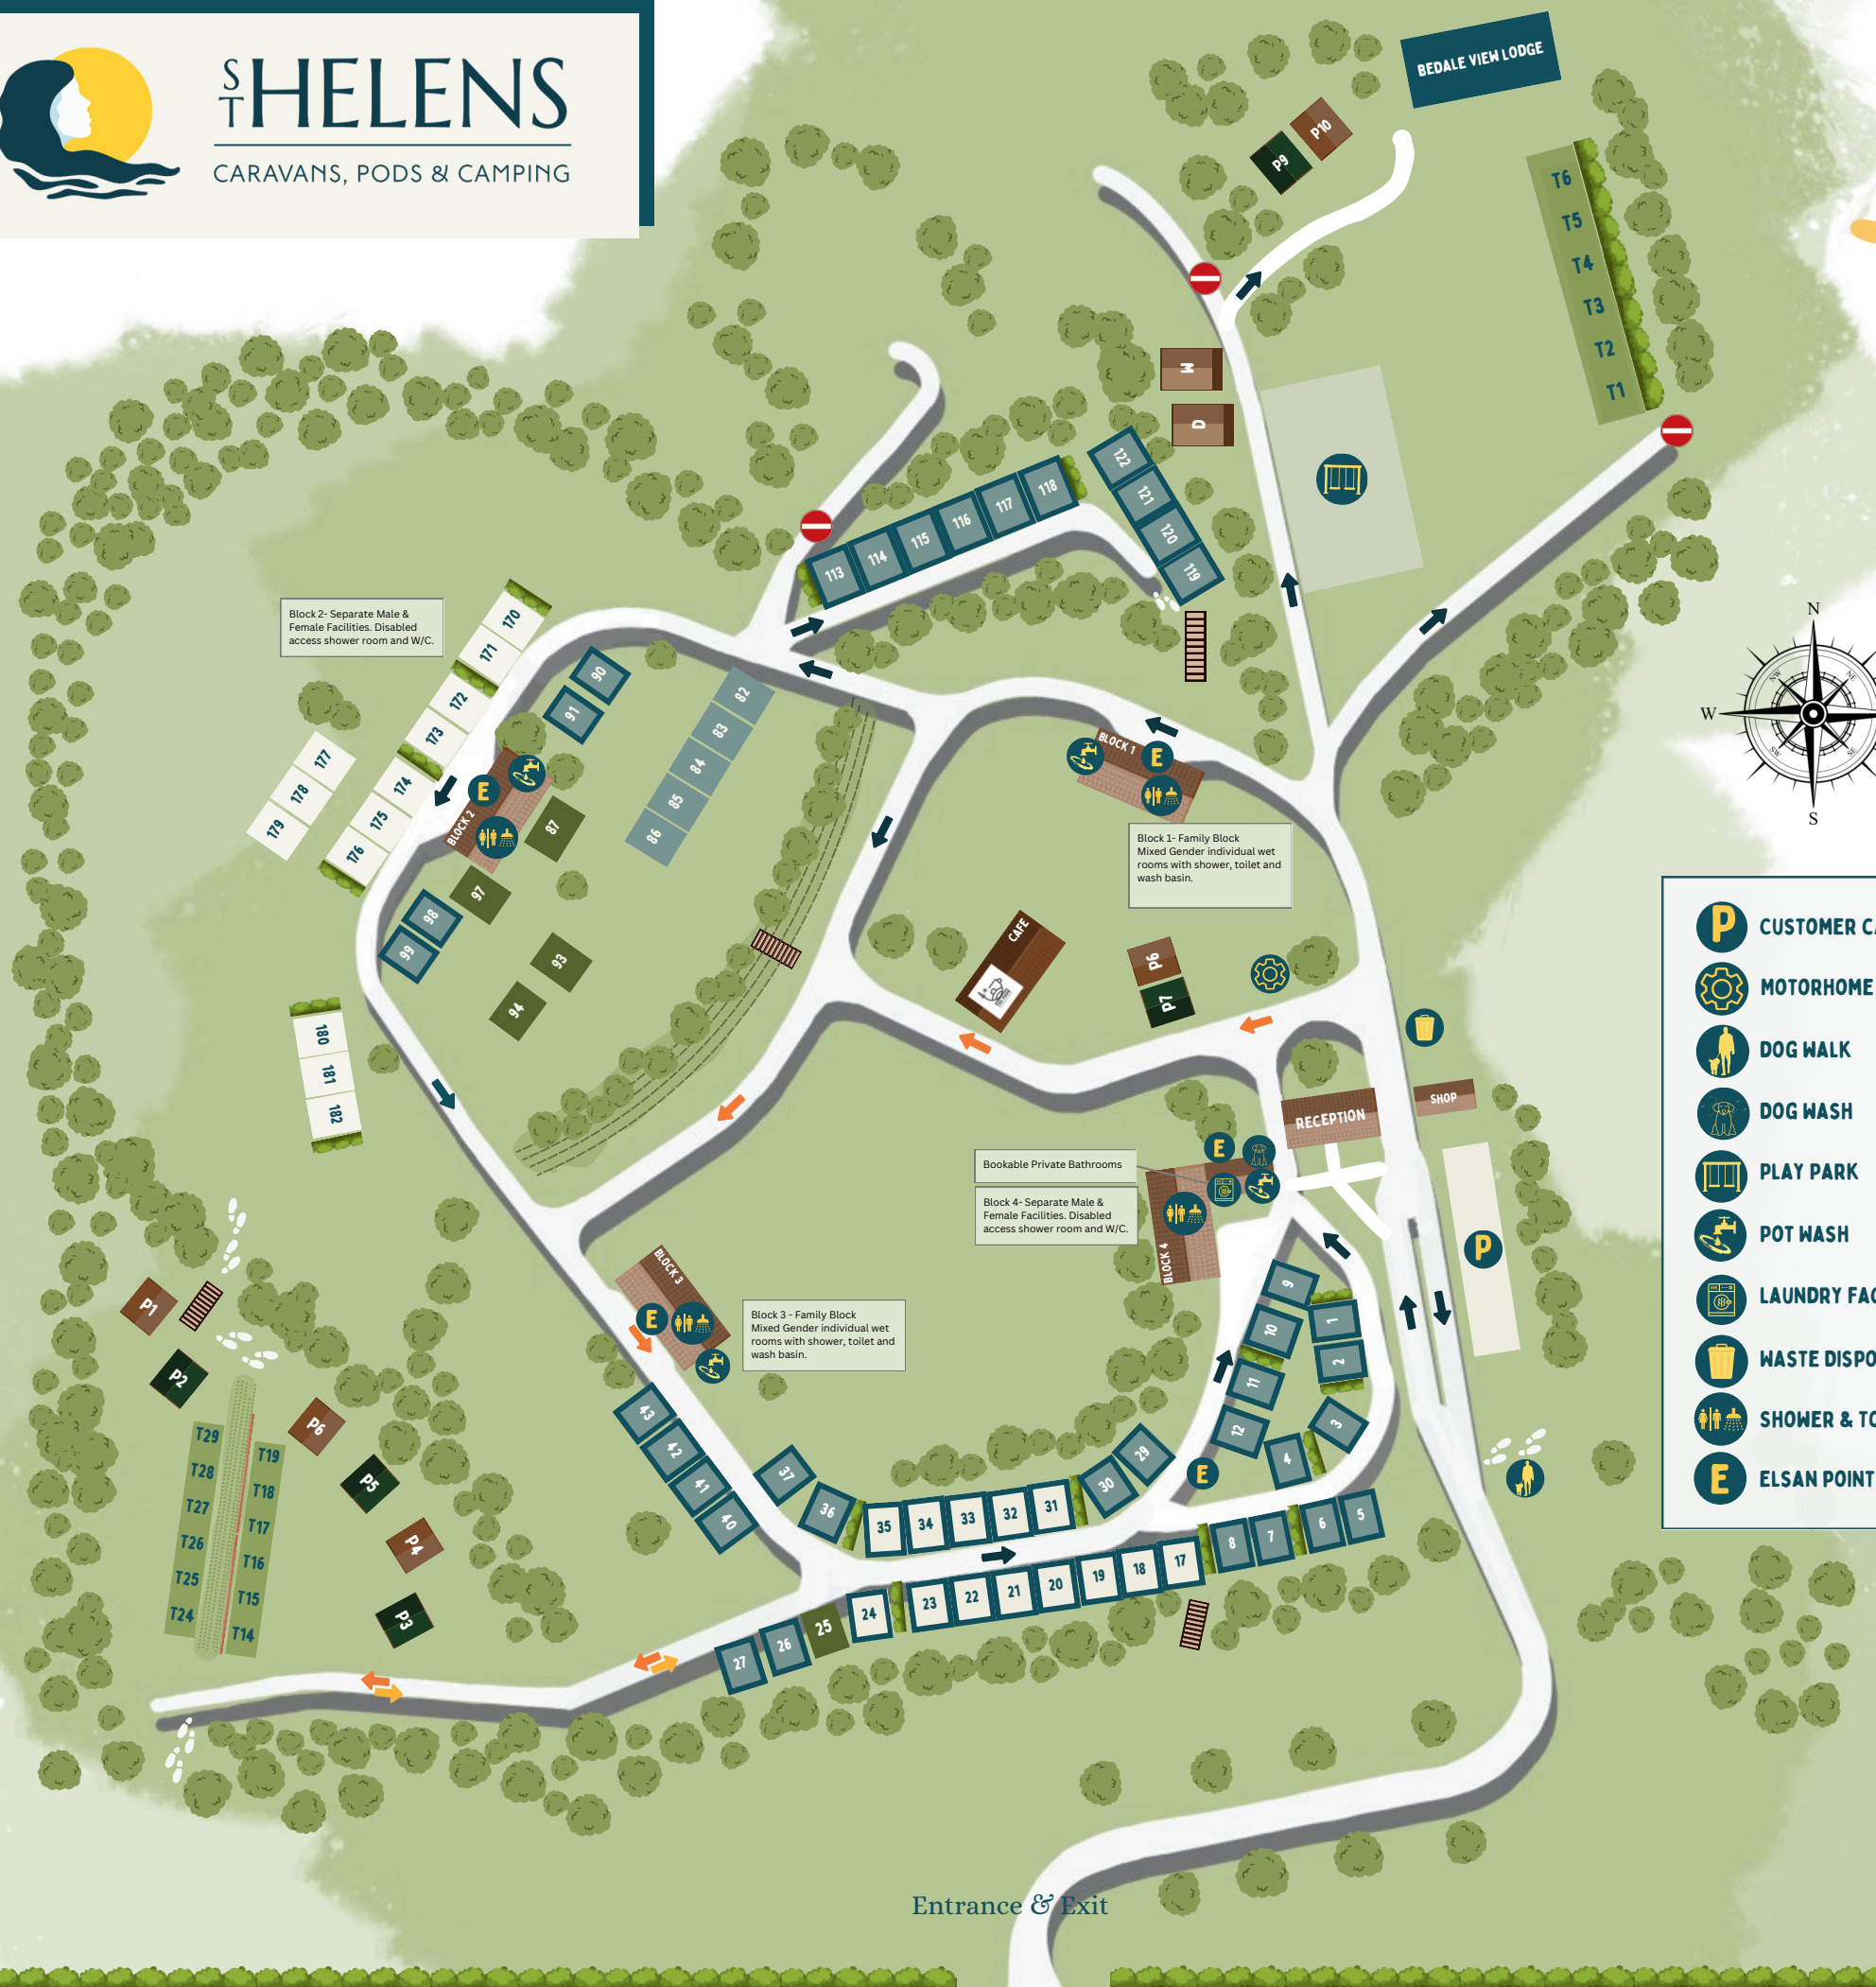 ST HELENS
CARAVANS, PODS & CAMPING
BEDALE VIEW LODGE
P10
P9
T6
T5
T4
T3
T2
T1
M
D
122
121
120
119
118
117
116
115
114
113
Block 2- Separate Male &
Female Facilities. Disabled
access shower room and W/C.
170
171
172
173
174
175
176
177
178
179
90
91
82
83
84
85
86
BLOCK 2
E
87
97
98
99
93
94
BLOCK 1
E
Block 1- Family Block
Mixed Gender individual wet
rooms with shower, toilet and
wash basin.
N
NE
NW
W
SW
SE
S
CAFE
P6
P7
180
181
182
RECEPTION
SHOP
Bookable Private Bathrooms
E
Block 4- Separate Male &
Female Facilities. Disabled
access shower room and W/C.
BLOCK 4
P
BLOCK 3
E
Block 3 - Family Block
Mixed Gender individual wet
rooms with shower, toilet and
wash basin.
9
10
11
12
1
2
3
4
E
P1
P2
P6
P5
P4
P3
T29
T28
T27
T26
T25
T24
T19
T18
T17
T16
T15
T14
43
42
41
40
37
36
35
34
33
32
31
30
29
27
26
25
24
23
22
21
20
19
18
17
8
7
6
5
P CUSTOMER CA
MOTORHOME
DOG WALK
DOG WASH
PLAY PARK
POT WASH
LAUNDRY FAC
WASTE DISPO
SHOWER & TO
E ELSAN POINT
Entrance & Exit